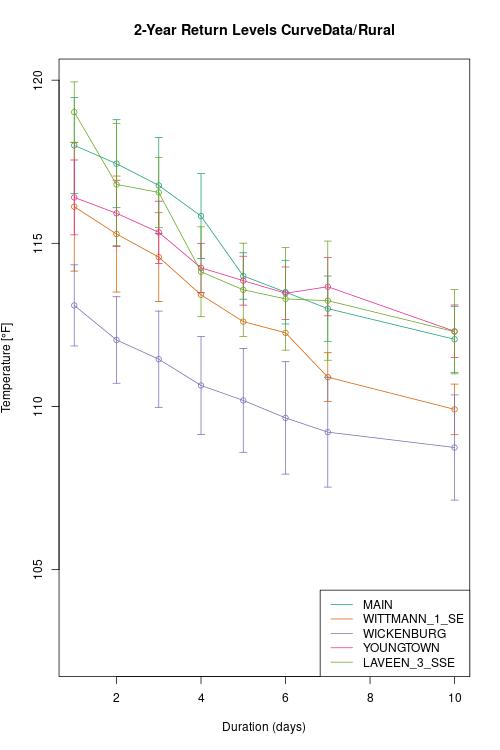 2-Year Return Levels CurveData/Rural
Temperature [°F]
120
115
110
105
2 4 6 8 10
Duration (days)
MAIN
WITTMANN_1_SE
WICKENBURG
YOUNGTOWN
LAVEEN_3_SSE